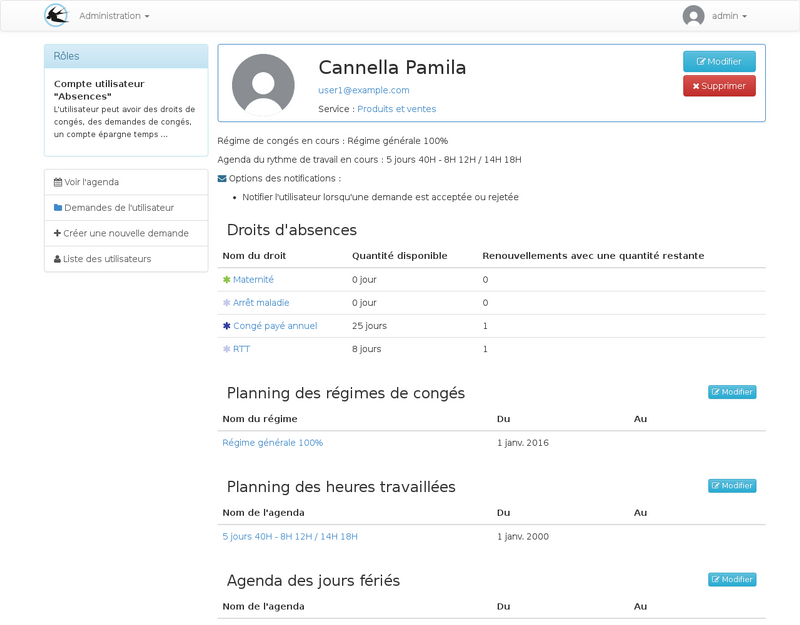 Administration
admin
Rôles
Compte utilisateur
"Absences"
L'utilisateur peut avoir des droits de
congés, des demandes de congés,
un compte épargne temps ...
Voir l'agenda
Demandes de l'utilisateur
Créer une nouvelle demande
Liste des utilisateurs
Cannella Pamila
user1@example.com
Service : Produits et ventes
Modifier
Supprimer
Régime de congés en cours : Régime générale 100%
Agenda du rythme de travail en cours : 5 jours 40H - 8H 12H / 14H 18H
Options des notifications :
• Notifier l'utilisateur lorsqu'une demande est acceptée ou rejetée
Droits d'absences
Nom du droit Quantité disponible Renouvellements avec une quantité restante
Maternité 0 jour 0
Arrêt maladie 0 jour 0
Congé payé annuel 25 jours 1
RTT 8 jours 1
Planning des régimes de congés Modifier
Nom du régime Du Au
Régime générale 100% 1 janv. 2016
Planning des heures travaillées Modifier
Nom de l'agenda Du Au
5 jours 40H - 8H 12H / 14H 18H 1 janv. 2000
Agenda des jours fériés Modifier
Nom de l'agenda Du Au